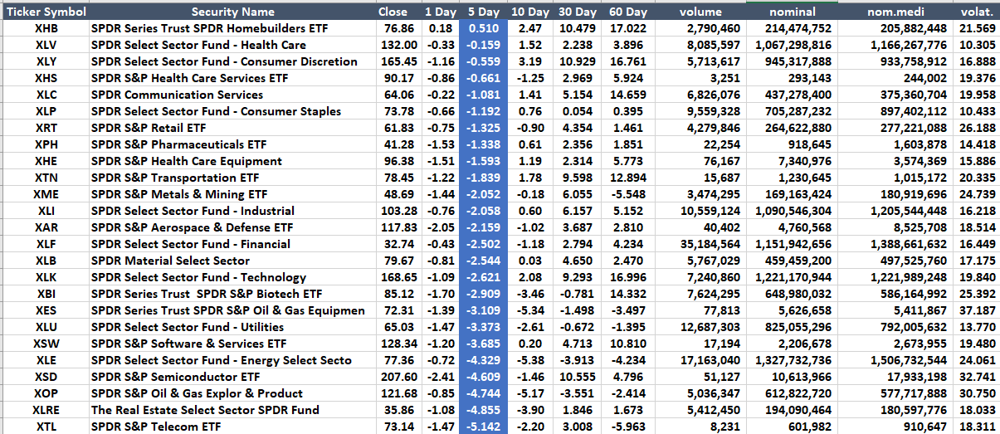 Ticker Symbol Security Name Close 1 Day 5 Day 10 Day 30 Day 60 Day volume nominal nom.medi volat.
XHB SPDR Series Trust SPDR Homebuilders ETF 76.86 0.18 0.510 2.47 10.479 17.022 2,790,460 214,474,752 205,882,448 21.569
XLV SPDR Select Sector Fund - Health Care 132.00 -0.33 -0.159 1.52 2.238 3.896 8,085,597 1,067,298,816 1,166,267,776 10.305
XLY SPDR Select Sector Fund - Consumer Discretion 165.45 -1.16 -0.559 3.19 10.929 16.761 5,713,617 945,317,888 933,758,912 16.888
XHS SPDR S&P Health Care Services ETF 90.17 -0.86 -0.661 -1.25 2.969 5.924 3,251 293,143 244,002 19.376
XLC SPDR Communication Services 64.06 -0.22 -1.081 1.41 5.154 14.659 6,826,076 437,278,400 375,360,704 19.958
XLP SPDR Select Sector Fund - Consumer Staples 73.78 -0.66 -1.192 0.76 0.054 0.395 9,559,328 705,287,232 897,402,112 10.433
XRT SPDR S&P Retail ETF 61.83 -0.75 -1.325 -0.90 4.354 1.461 4,279,846 264,622,880 277,221,088 26.188
XPH SPDR S&P Pharmaceuticals ETF 41.28 -1.53 -1.338 0.61 2.356 1.851 22,254 918,645 1,603,878 14.418
XHE SPDR S&P Health Care Equipment 96.38 -1.51 -1.593 1.19 2.314 5.773 76,167 7,340,976 3,574,369 15.886
XTN SPDR S&P Transportation ETF 78.45 -1.22 -1.839 1.78 9.598 12.894 15,687 1,230,645 1,015,172 20.335
XME SPDR S&P Metals & Mining ETF 48.69 -1.44 -2.052 -0.18 6.055 -5.548 3,474,295 169,163,424 180,919,696 24.739
XLI SPDR Select Sector Fund - Industrial 103.28 -0.76 -2.058 0.60 6.157 5.152 10,559,124 1,090,546,304 1,205,544,448 16.218
XAR SPDR S&P Aerospace & Defense ETF 117.83 -2.05 -2.159 -1.02 3.687 2.810 40,402 4,760,568 8,525,708 18.514
XLF SPDR Select Sector Fund - Financial 32.74 -0.43 -2.502 -1.18 2.794 4.234 35,184,564 1,151,942,656 1,388,661,632 16.449
XLB SPDR Material Select Sector 79.67 -0.81 -2.544 0.03 4.650 2.470 5,767,029 459,459,200 497,525,760 17.175
XLK SPDR Select Sector Fund - Technology 168.65 -1.09 -2.621 2.08 9.293 16.996 7,240,860 1,221,170,944 1,221,989,248 19.840
XBI SPDR Series Trust SPDR S&P Biotech ETF 85.12 -1.70 -2.909 -3.46 -0.781 14.332 7,624,295 648,980,032 586,164,992 25.392
XES SPDR Series Trust SPDR S&P Oil & Gas Equipmen 72.31 -1.39 -3.109 -5.34 -1.498 -3.497 77,813 5,626,658 5,411,867 37.187
XLU SPDR Select Sector Fund - Utilities 65.03 -1.47 -3.373 -2.61 -0.672 -1.395 12,687,303 825,055,296 792,005,632 13.770
XSW SPDR S&P Software & Services ETF 128.34 -1.20 -3.685 0.20 4.713 10.810 17,194 2,206,678 2,673,955 19.480
XLE SPDR Select Sector Fund - Energy Select Secto 77.36 -0.72 -4.329 -5.38 -3.913 -4.234 17,163,040 1,327,732,736 1,506,732,544 24.061
XSD SPDR S&P Semiconductor ETF 207.60 -2.41 -4.609 -1.46 10.555 4.796 51,127 10,613,966 17,933,198 32.741
XOP SPDR S&P Oil & Gas Explor & Product 121.68 -0.85 -4.744 -5.17 -3.551 -2.414 5,036,347 612,822,720 577,717,888 30.750
XLRE The Real Estate Select Sector SPDR Fund 35.86 -1.08 -4.855 -3.90 1.846 1.673 5,412,450 194,090,464 180,597,776 18.033
XTL SPDR S&P Telecom ETF 73.14 -1.47 -5.142 -2.20 3.008 -5.963 8,231 601,982 910,647 18.311